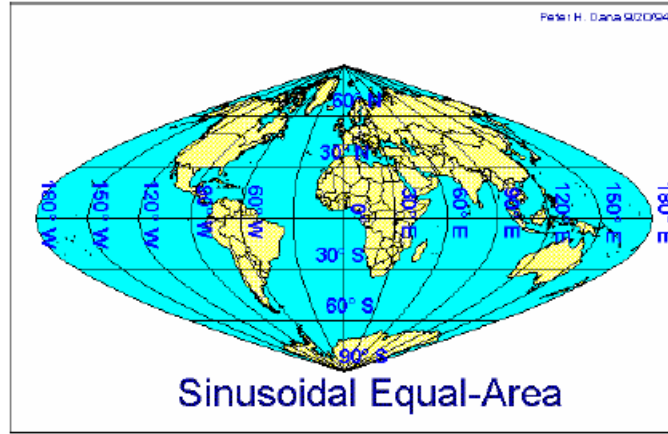 Peter H. Dana 9/20/94
60° N
30° N
180° W
150° W
120° W
90° W
60° W
0°
30° E
60° E
90° E
120° E
150° E
180° E
30° S
60° S
90° S
Sinusoidal Equal-Area